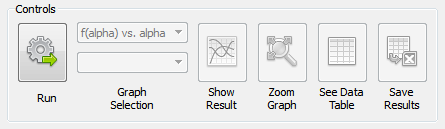 Controls
f(alpha) vs. alpha
Run
Graph
Selection
Show
Result
Zoom
Graph
See Data
Table
Save
Results